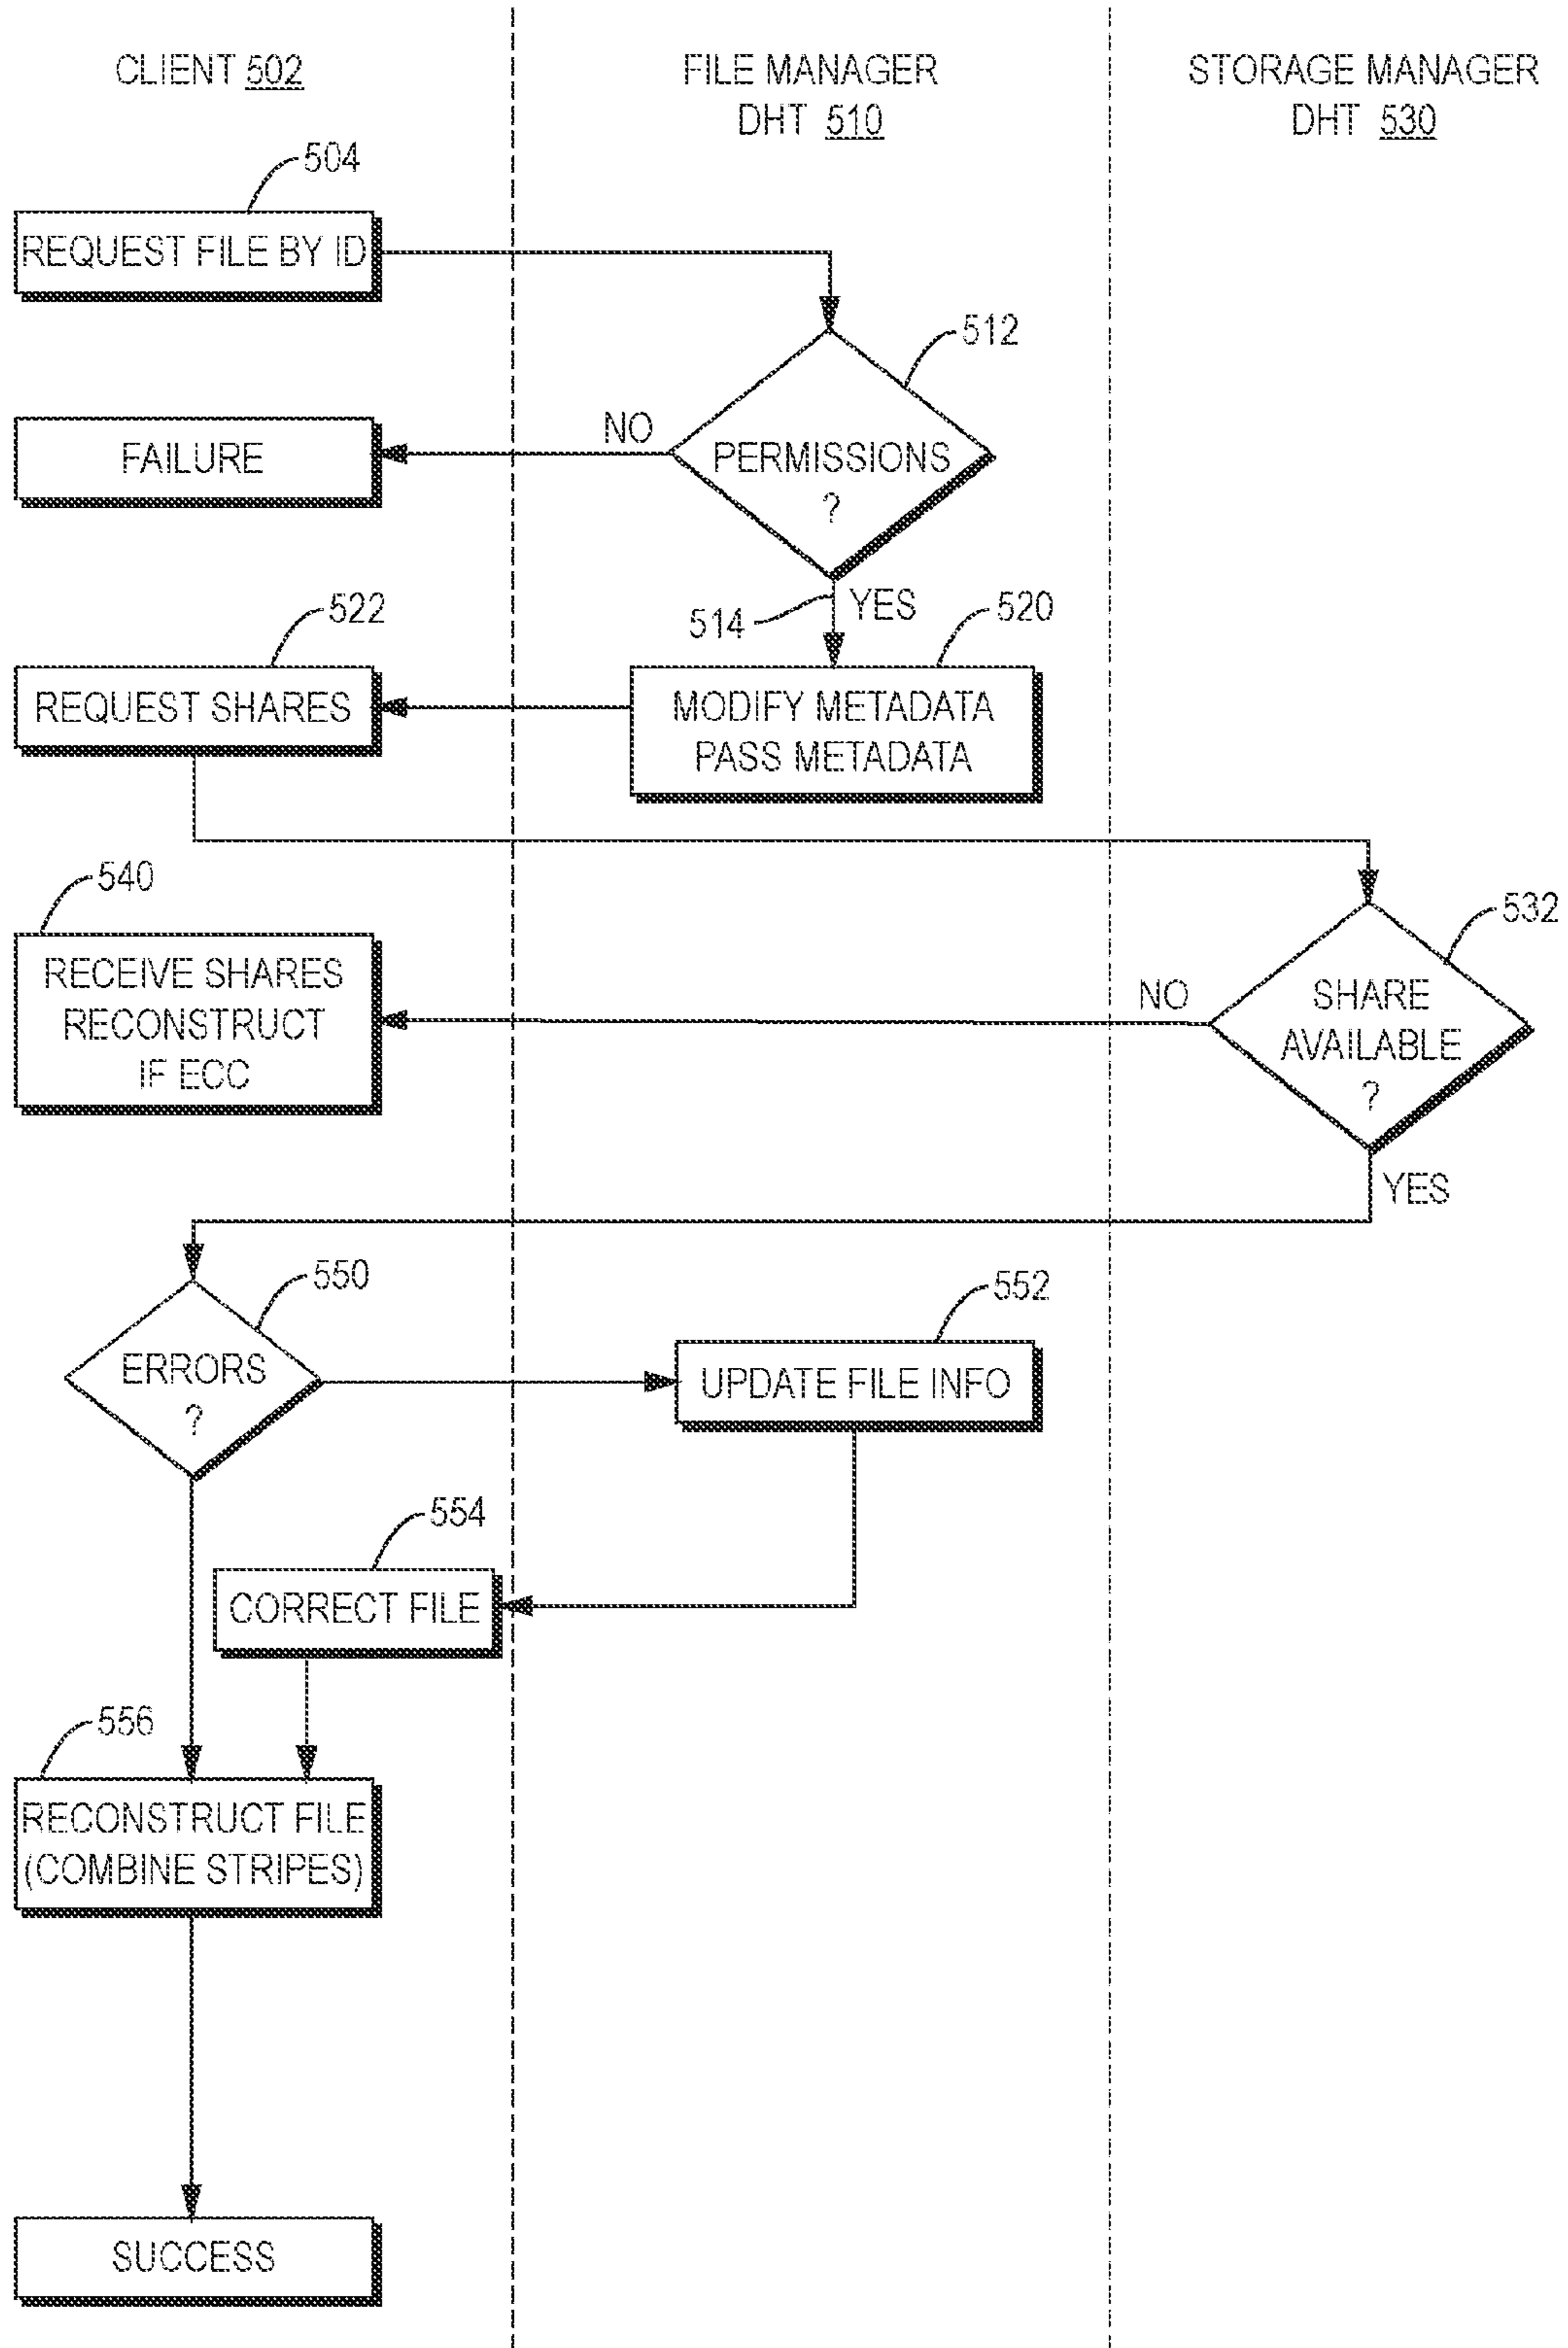 CLIENT 502
FILE MANAGER
DHT 510
STORAGE MANAGER
DHT 530
504
REQUEST FILE BY ID
512
PERMISSIONS
?
NO
FAILURE
514
YES
520
522
REQUEST SHARES
MODIFY METADATA
PASS METADATA
540
RECEIVE SHARES
RECONSTRUCT
IF ECC
532
NO
SHARE
AVAILABLE
?
YES
550
ERRORS
?
552
UPDATE FILE INFO
554
CORRECT FILE
556
RECONSTRUCT FILE
(COMBINE STRIPES)
SUCCESS